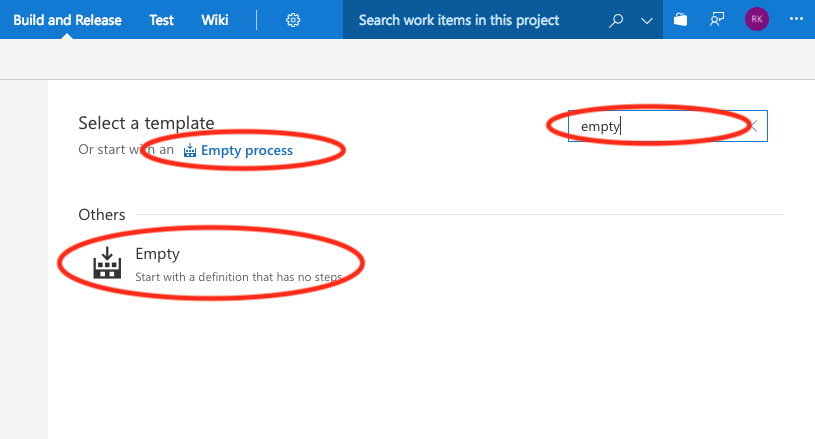 Build and Release Test Wiki Search work items in this project RK
Select a template
empty
Or start with an Empty process
Others
Empty
Start with a definition that has no steps.